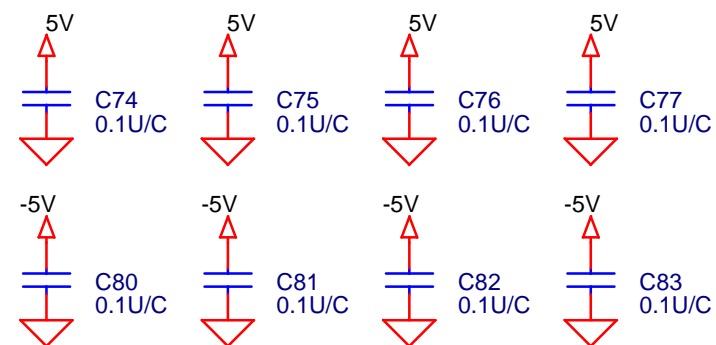 5V 5V 5V 5V
C74 C75 C76 C77
0.1U/C 0.1U/C 0.1U/C 0.1U/C
-5V -5V -5V -5V
C80 C81 C82 C83
0.1U/C 0.1U/C 0.1U/C 0.1U/C